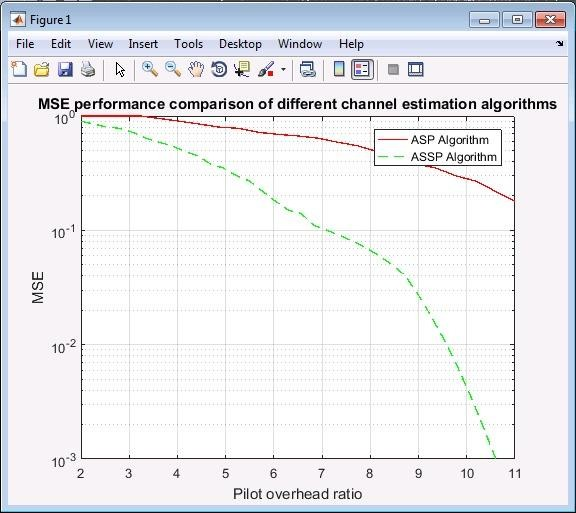 Figure 1
File Edit View Insert Tools Desktop Window Help
MSE performance comparison of different channel estimation algorithms
ASP Algorithm
ASSP Algorithm
10^0
10^-1
10^-2
10^-3
MSE
2 3 4 5 6 7 8 9 10 11
Pilot overhead ratio